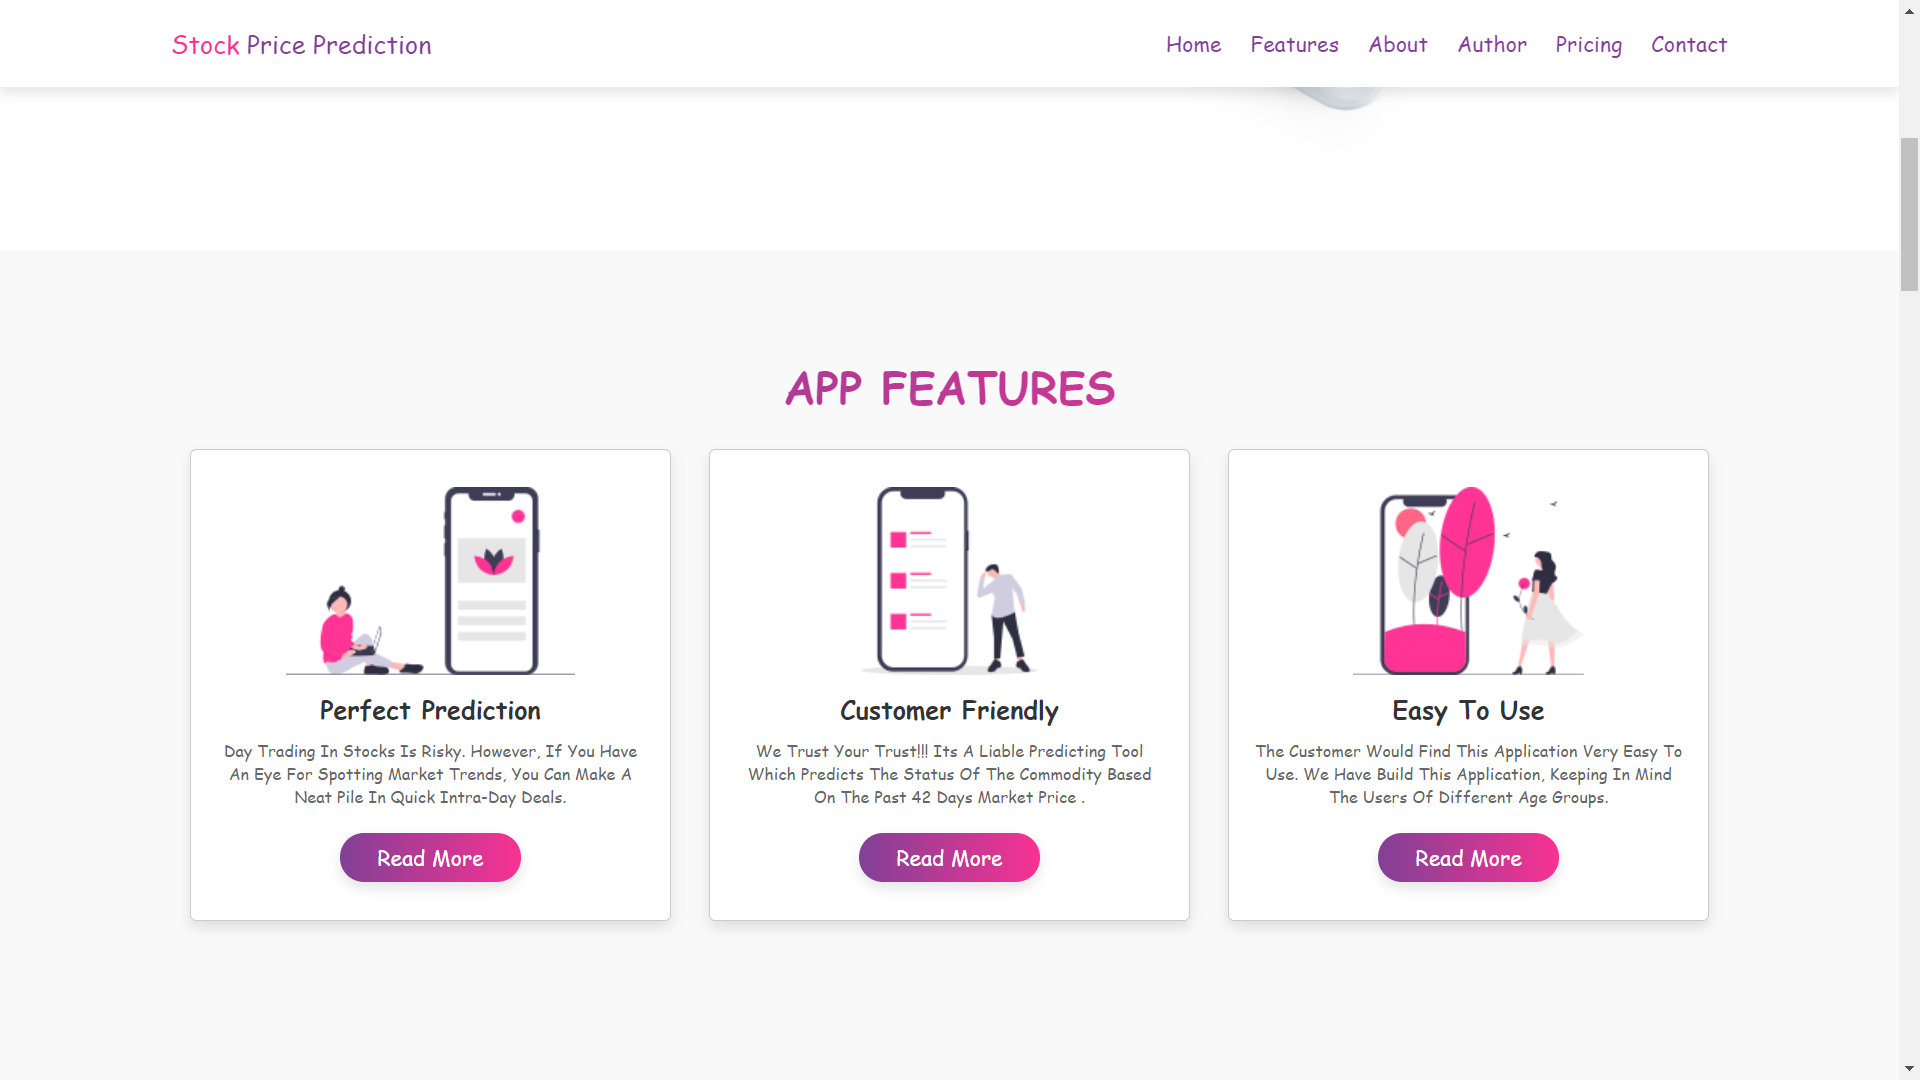 Stock Price Prediction
Home Features About Author Pricing Contact
APP FEATURES
Perfect Prediction
Day Trading In Stocks Is Risky. However, If You Have
An Eye For Spotting Market Trends, You Can Make A
Neat Pile In Quick Intra-Day Deals.
Read More
Customer Friendly
We Trust Your Trust!!! Its A Liable Predicting Tool
Which Predicts The Status Of The Commodity Based
On The Past 42 Days Market Price .
Read More
Easy To Use
The Customer Would Find This Application Very Easy To
Use. We Have Build This Application, Keeping In Mind
The Users Of Different Age Groups.
Read More